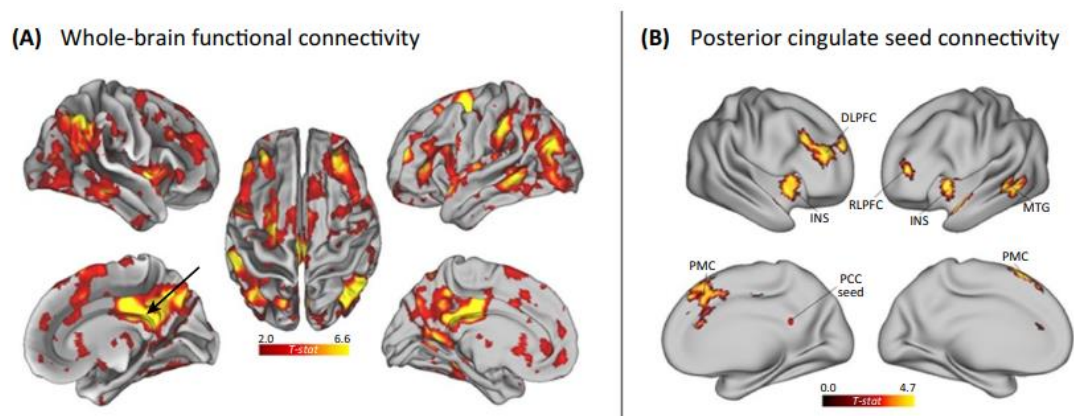 (A) Whole-brain functional connectivity
2.0 6.6
T-stat
(B) Posterior cingulate seed connectivity
DLPFC
INS
RLPFC
INS
MTG
PMC
PCC
seed
PMC
0.0 4.7
T-stat